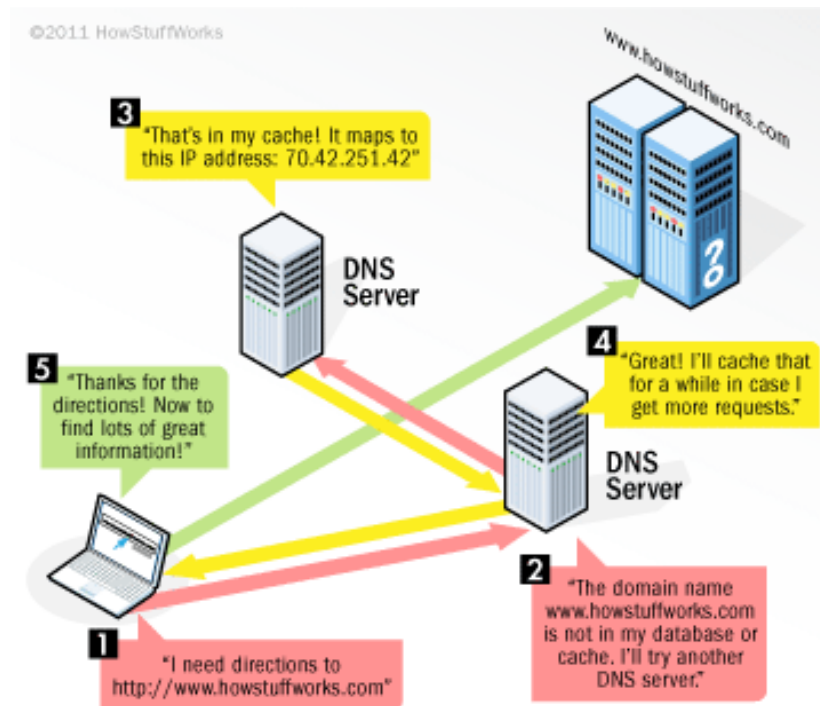 ©2011 HowStuffWorks
www.howstuffworks.com
3
"That's in my cache! It maps to
this IP address: 70.42.251.42"
DNS
Server
4
"Great! I'll cache that
for a while in case I
get more requests."
5
"Thanks for the
directions! Now to
find lots of great
information!"
DNS
Server
2
"The domain name
www.howstuffworks.com
is not in my database or
cache. I'll try another
DNS server."
1
"I need directions to
http://www.howstuffworks.com"